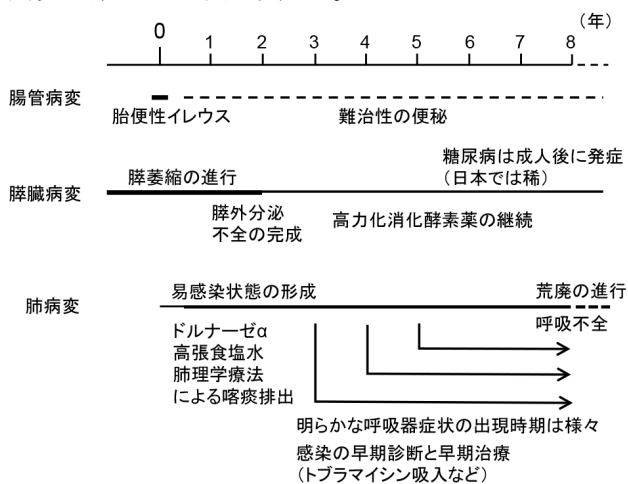 (年)
0 1 2 3 4 5 6 7 8
腸管病変
胎便性イレウス 難治性の便秘
糖尿病は成人後に発症
(日本では稀)
膵臓病変
膵萎縮の進行
膵外分泌
不全の完成
高力化消化酵素薬の継続
肺病変
易感染状態の形成 荒廃の進行
呼吸不全
ドルナーゼα
高張食塩水
肺理学療法
による喀痰排出
明らかな呼吸器症状の出現時期は様々
感染の早期診断と早期治療
(トブラマイシン吸入など)